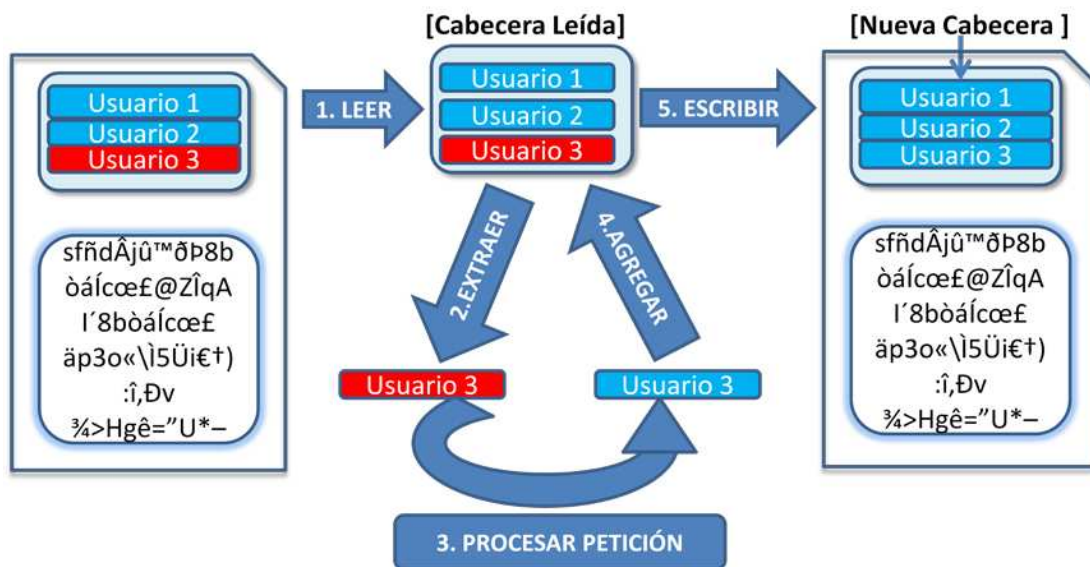 [Cabecera Leída]
[Nueva Cabecera ]
Usuario 1
Usuario 2
Usuario 3
1. LEER
Usuario 1
Usuario 2
Usuario 3
5. ESCRIBIR
Usuario 1
Usuario 2
Usuario 3
sfñdÂjû™ðÞ8b
òáÍcœ£@ZÎqA
I´8bòáÍcœ£
äp3o«\Ì5Üi€†)
:î‚Ðv
¾>Hgê=”U*–
2.EXTRAER
4.AGREGAR
sfñdÂjû™ðÞ8b
òáÍcœ£@ZÎqA
I´8bòáÍcœ£
äp3o«\Ì5Üi€†)
:î‚Ðv
¾>Hgê=”U*–
Usuario 3
Usuario 3
3. PROCESAR PETICIÓN